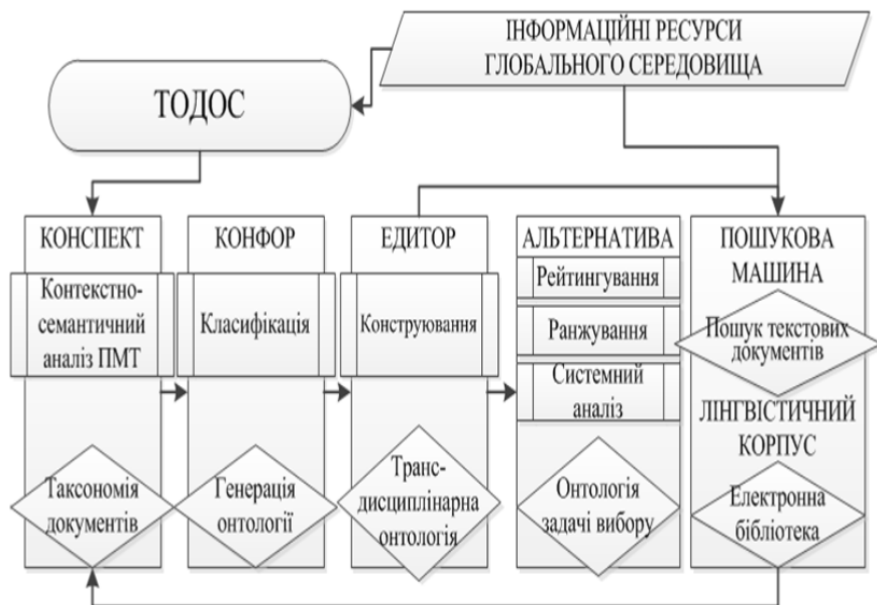 ІНФОРМАЦІЙНІ РЕСУРСИ
ГЛОБАЛЬНОГО СЕРЕДОВИЩА
ТОДОС
КОНСПЕКТ
Контекстно-
семантичний
аналіз ПМТ
Таксономія
документів
КОНФОР
Класифікація
Генерація
онтології
ЕДИТОР
Конструювання
Транс-
дисциплінарна
онтологія
АЛЬТЕРНАТИВА
Рейтингування
Ранжування
Системний
аналіз
Онтологія
задачі вибору
ПОШУКОВА
МАШИНА
Пошук текстових
документів
ЛІНГВІСТИЧНИЙ
КОРПУС
Електронна
бібліотека